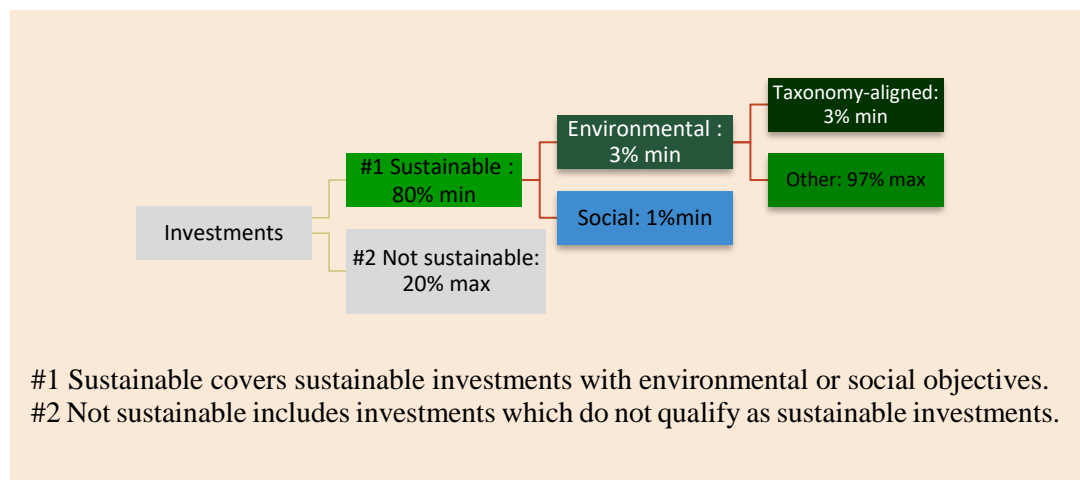 Taxonomy-aligned:
3% min
Environmental :
3% min
#1 Sustainable :
80% min
Other: 97% max
Social: 1%min
Investments
#2 Not sustainable:
20% max
#1 Sustainable covers sustainable investments with environmental or social objectives.
#2 Not sustainable includes investments which do not qualify as sustainable investments.